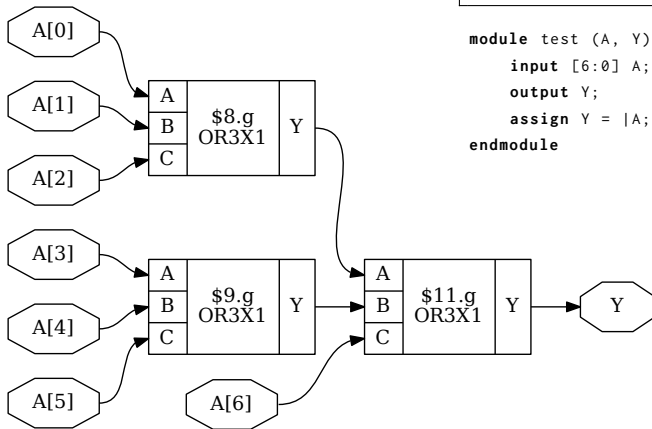 A[0]
A[1]
A[2]
A
B
C
$8.g
OR3X1
Y
module test (A, Y)
input [6:0] A;
output Y;
assign Y = |A;
endmodule
A[3]
A[4]
A[5]
A
B
C
$9.g
OR3X1
Y
A[6]
A
B
C
$11.g
OR3X1
Y
Y